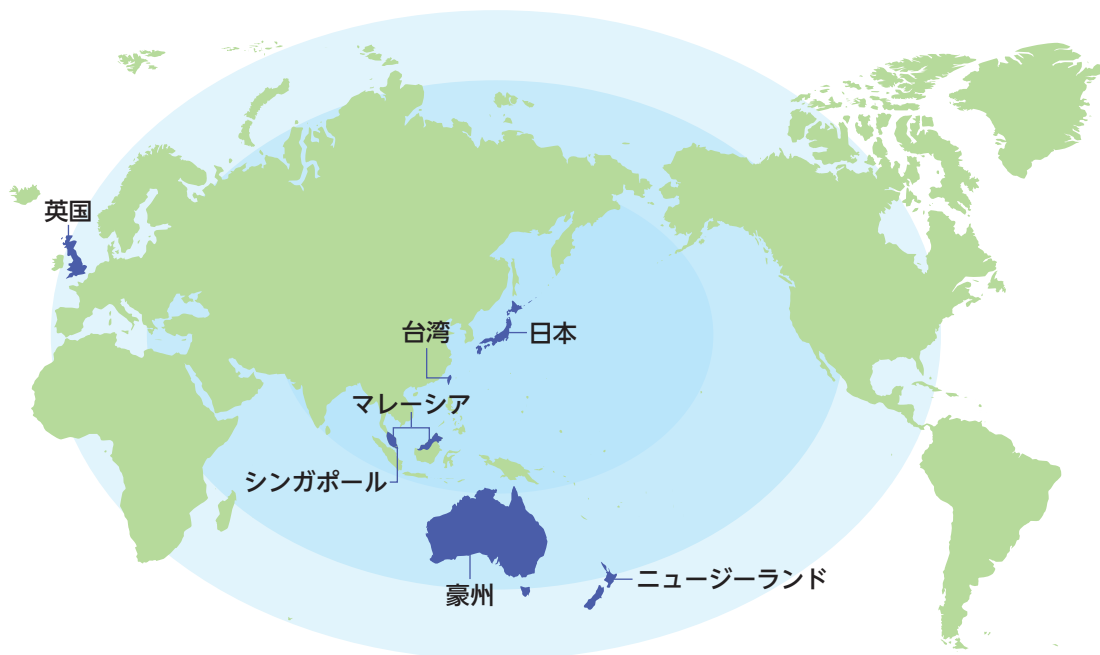 英国
台湾
日本
マレーシア
シンガポール
豪州
ニュージーランド